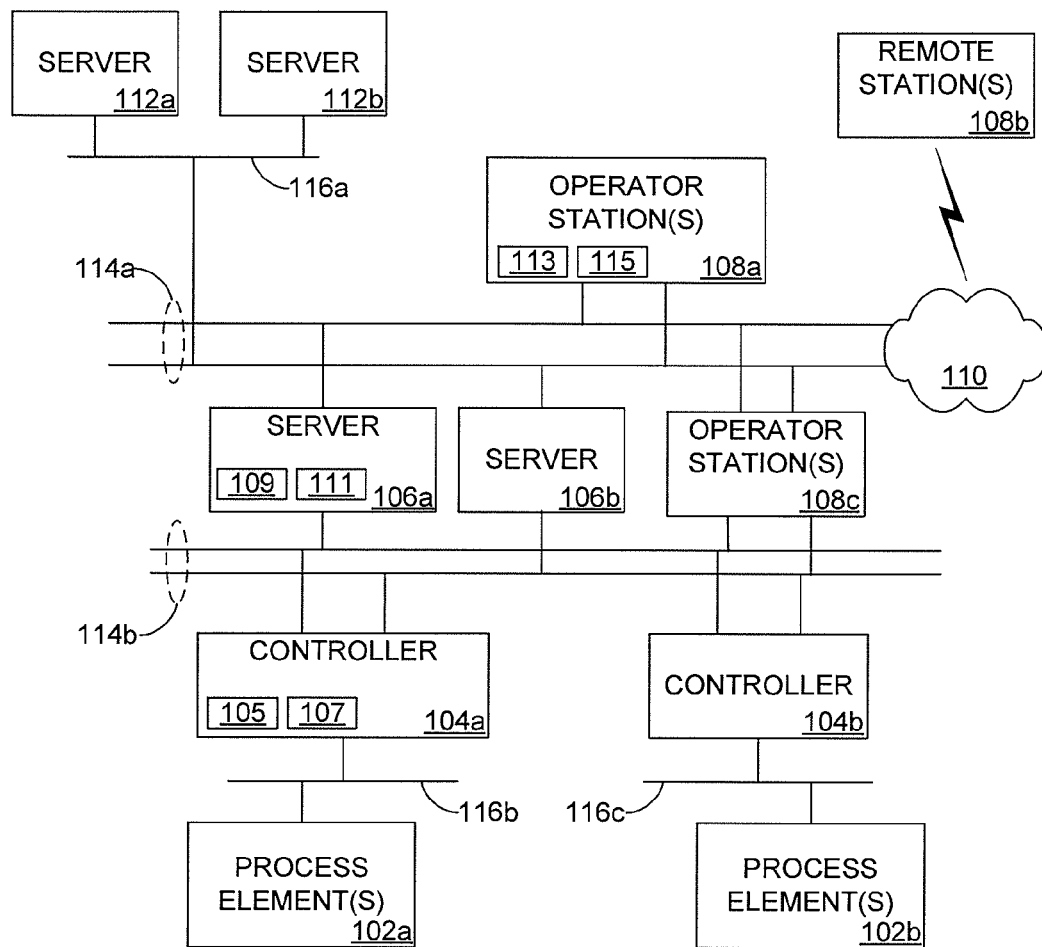 SERVER
112a
SERVER
112b
REMOTE
STATION(S)
108b
116a
OPERATOR
STATION(S)
113
115
108a
114a
110
SERVER
109
111
106a
SERVER
106b
OPERATOR
STATION(S)
108c
114b
CONTROLLER
105
107
104a
CONTROLLER
104b
116b
116c
PROCESS
ELEMENT(S)
102a
PROCESS
ELEMENT(S)
102b